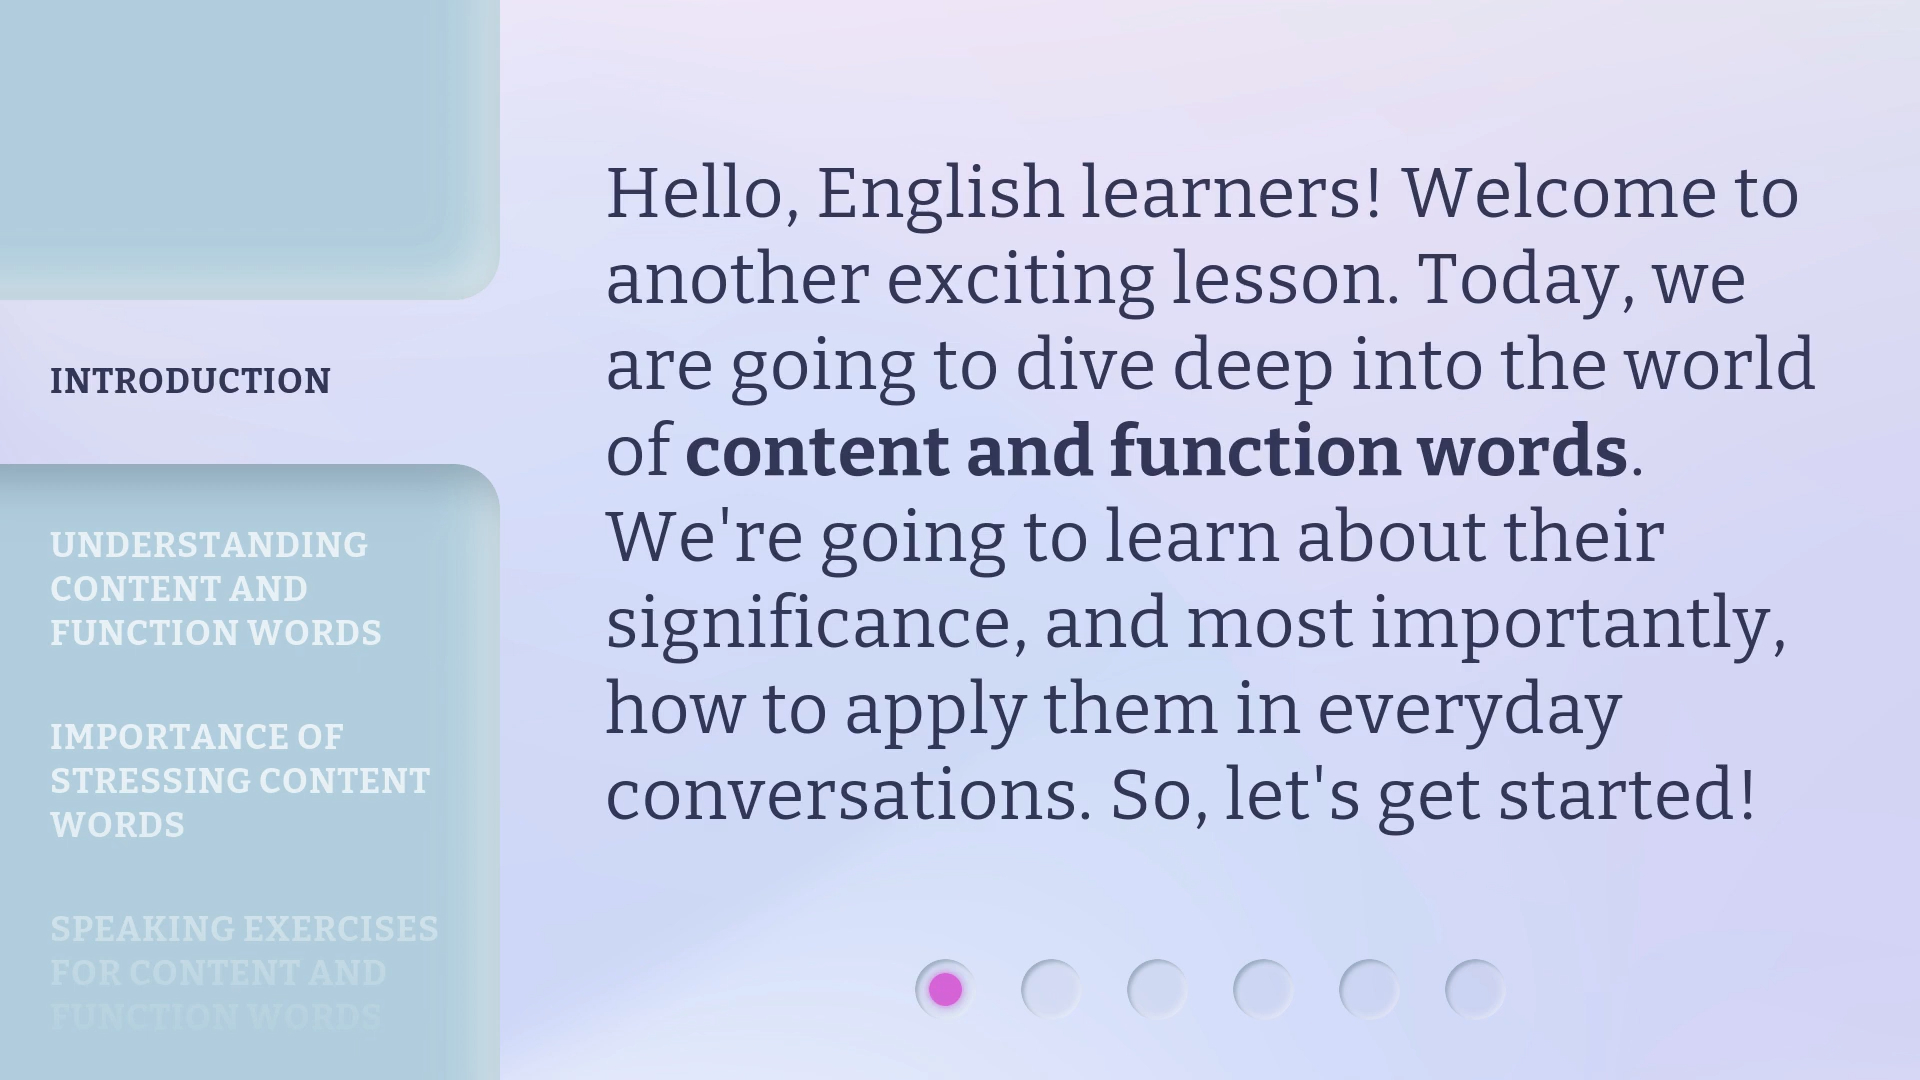 INTRODUCTION
UNDERSTANDING
CONTENT AND
FUNCTION WORDS
IMPORTANCE OF
STRESSING CONTENT
WORDS
SPEAKING EXERCISES
FOR CONTENT AND
FUNCTION WORDS
Hello, English learners! Welcome to
another exciting lesson. Today, we
are going to dive deep into the world
of content and function words.
We're going to learn about their
significance, and most importantly,
how to apply them in everyday
conversations. So, let's get started!